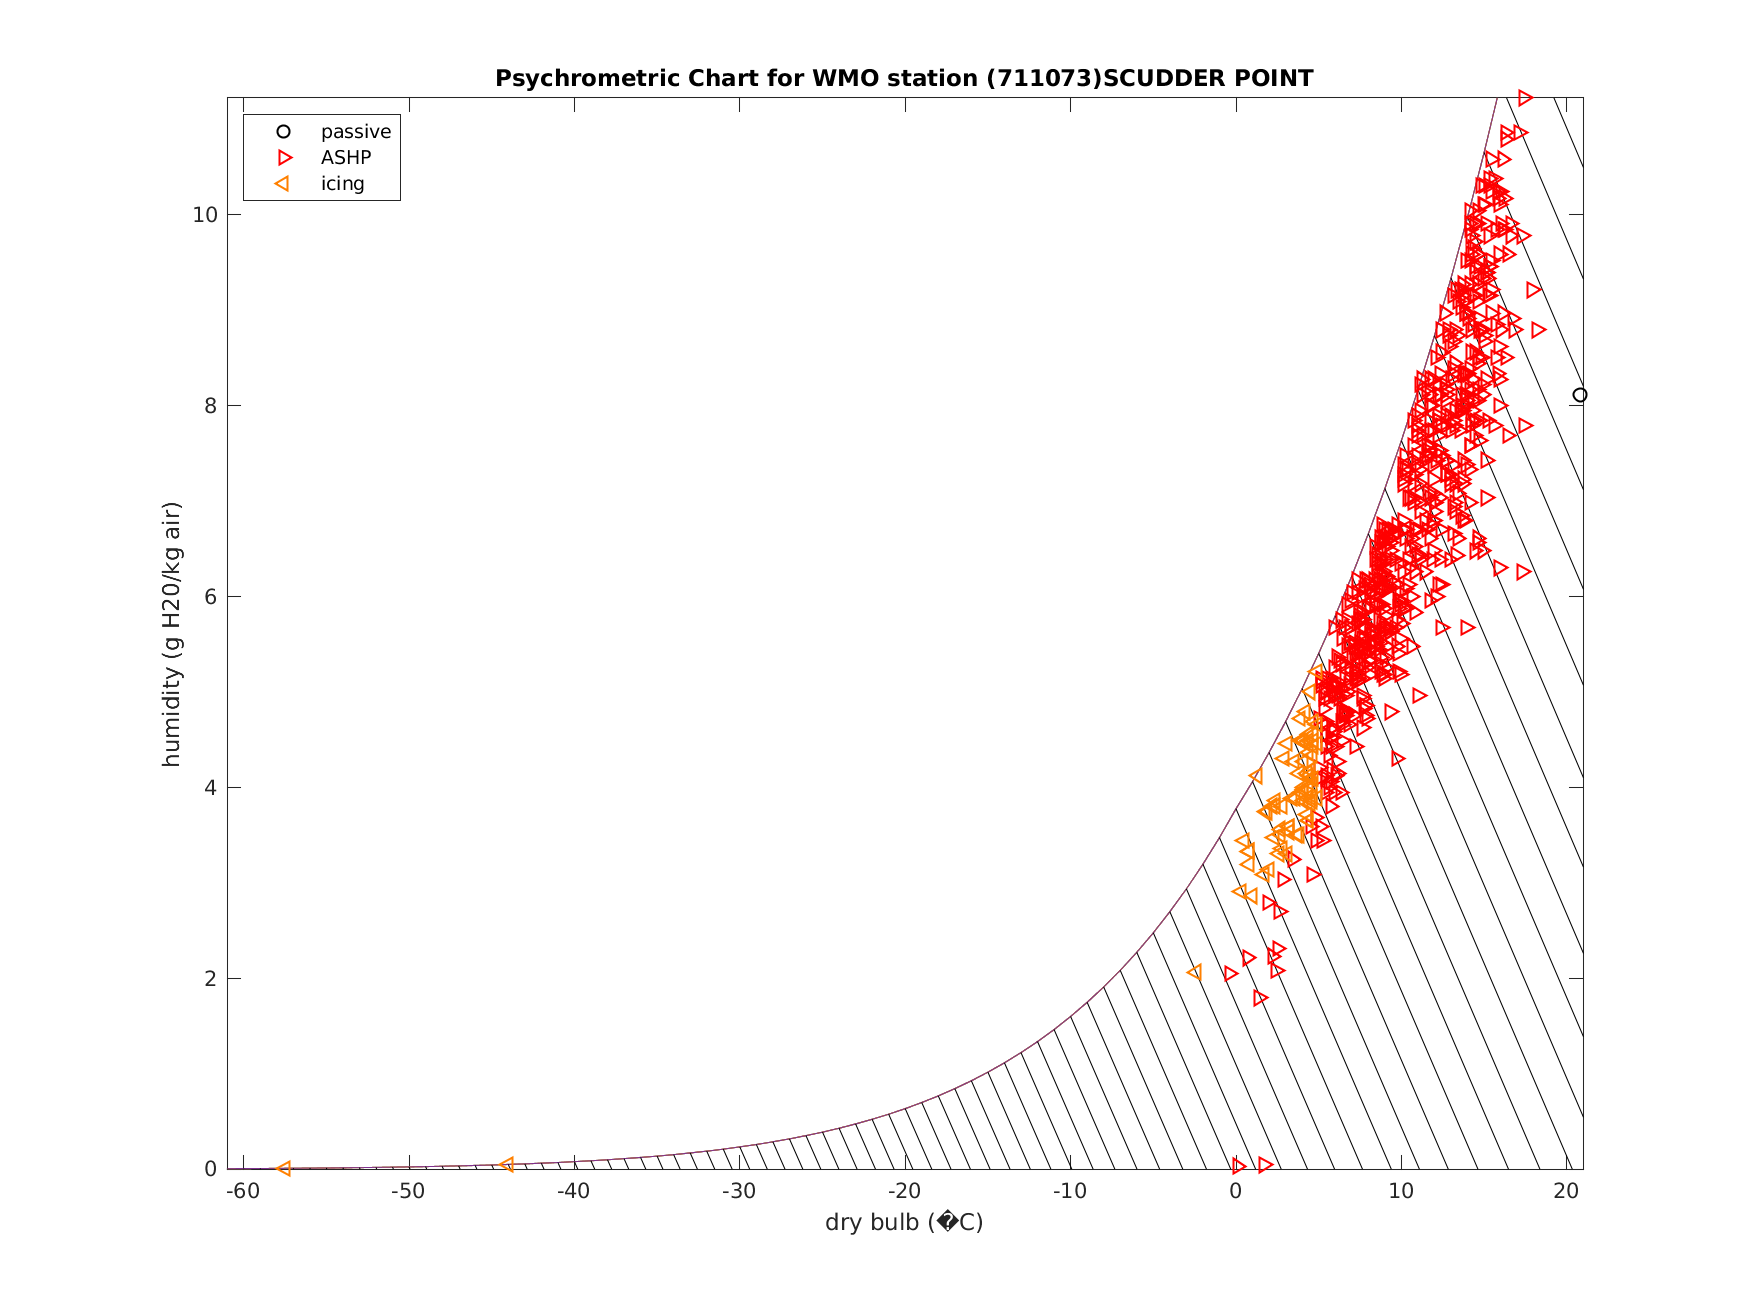 Psychrometric Chart for WMO station (711073)SCUDDER POINT
passive
ASHP
icing
10
8
6
4
2
0
humidity (g H20/kg air)
-60 -50 -40 -30 -20 -10 0 10 20
dry bulb (�C)